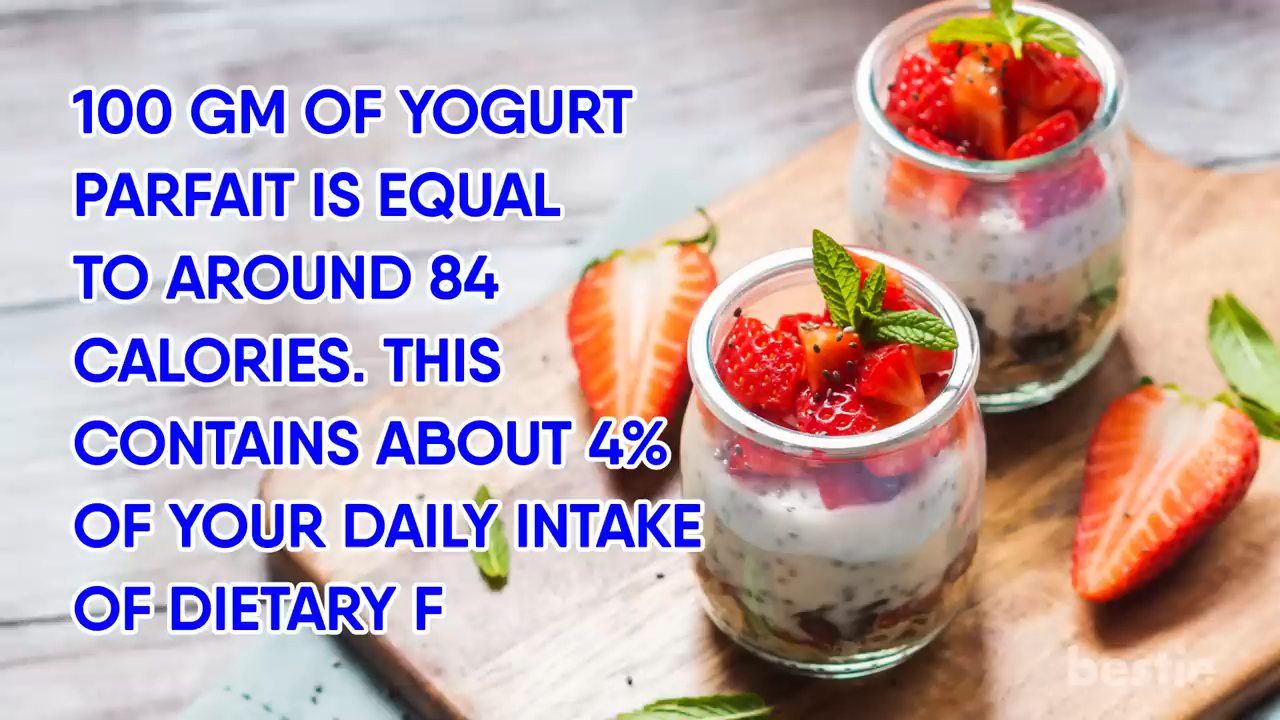 100 GM OF YOGURT
PARFAIT IS EQUAL
TO AROUND 84
CALORIES. THIS
CONTAINS ABOUT 4%
OF YOUR DAILY INTAKE
OF DIETARY F
bestie